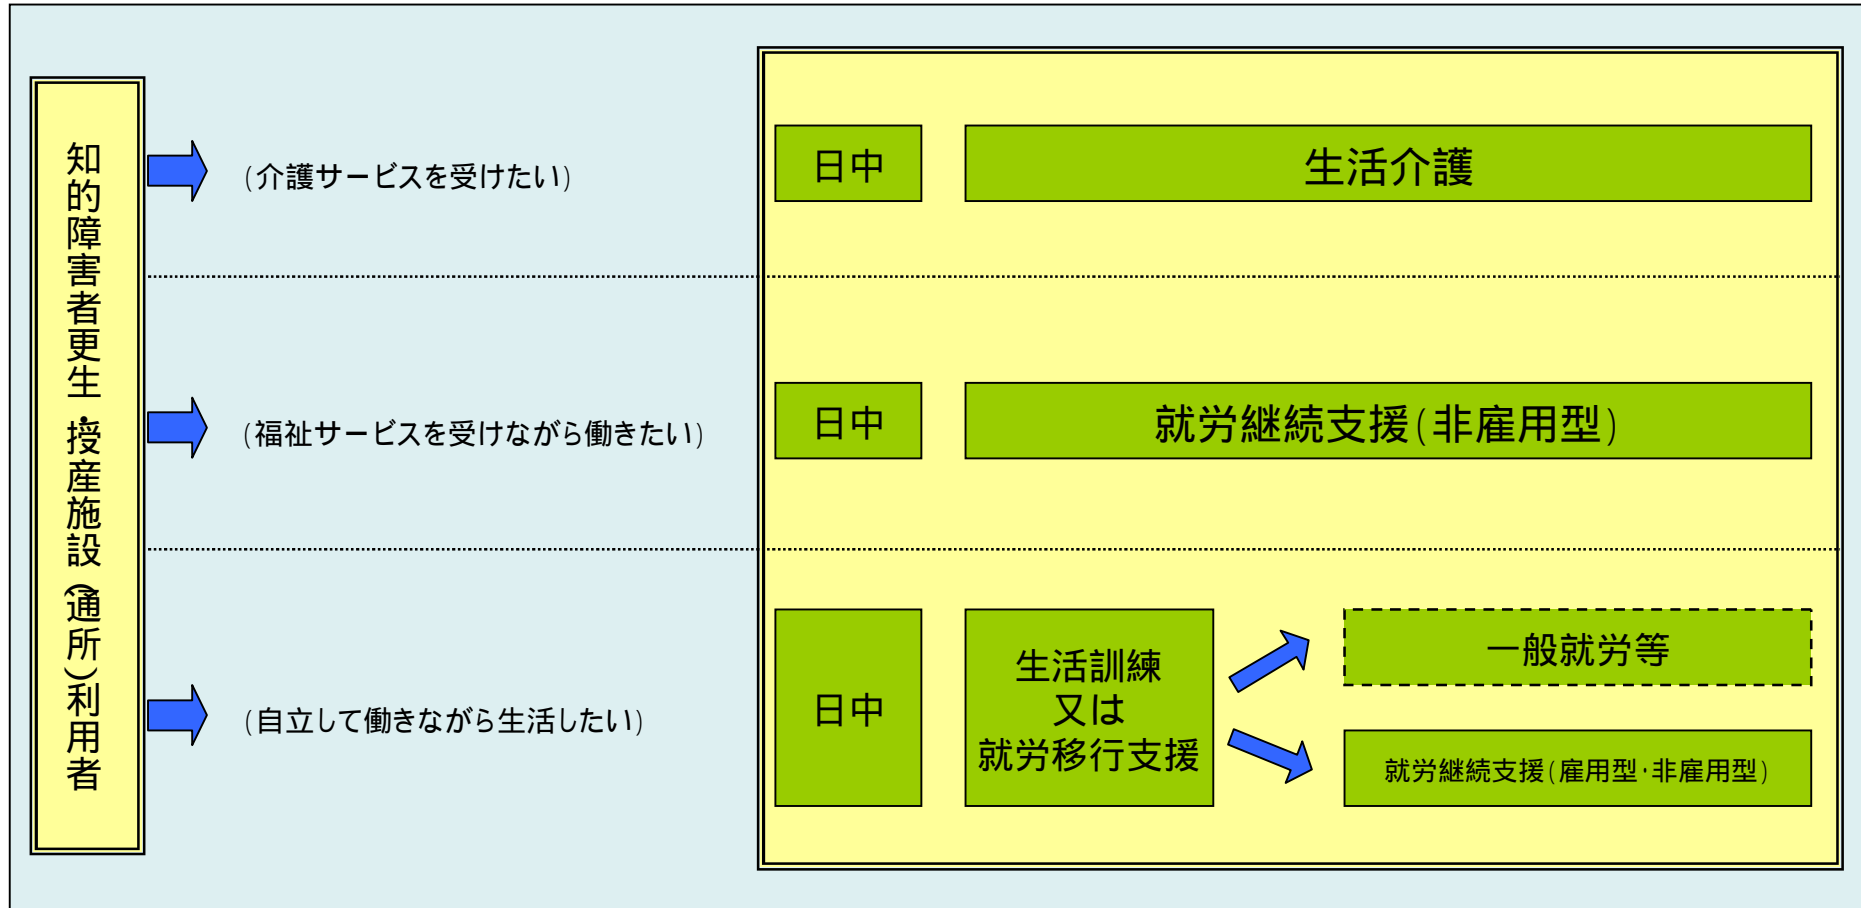 知的障害者更生・授産施設(通所)利用者
(介護サービスを受けたい)
日中
生活介護
(福祉サービスを受けながら働きたい)
日中
就労継続支援(非雇用型)
(自立して働きながら生活したい)
日中
生活訓練
又は
就労移行支援
一般就労等
就労継続支援(雇用型・非雇用型)